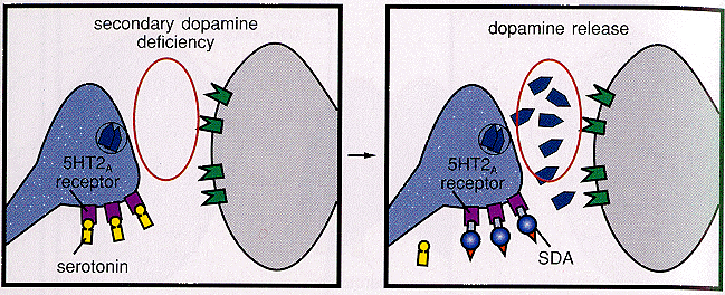 secondary dopamine
deficiency
5HT2A
receptor
serotonin
dopamine release
5HT2A
receptor
SDA